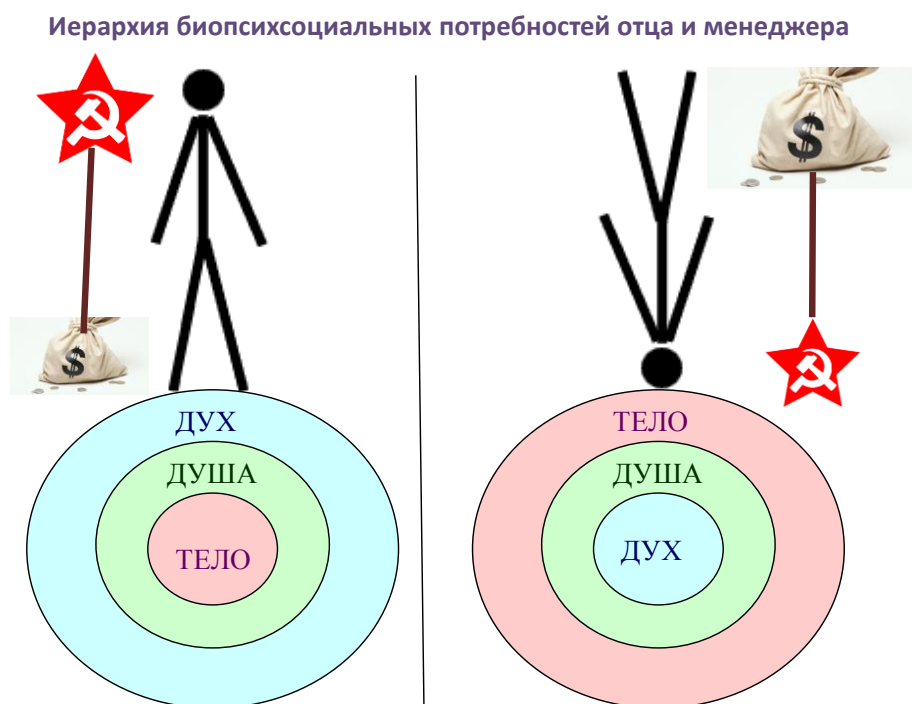 Иерархия биопсихсоциальных потребностей отца и менеджера
$
$
ДУХ
ДУША
ТЕЛО
ТЕЛО
ДУША
ДУХ